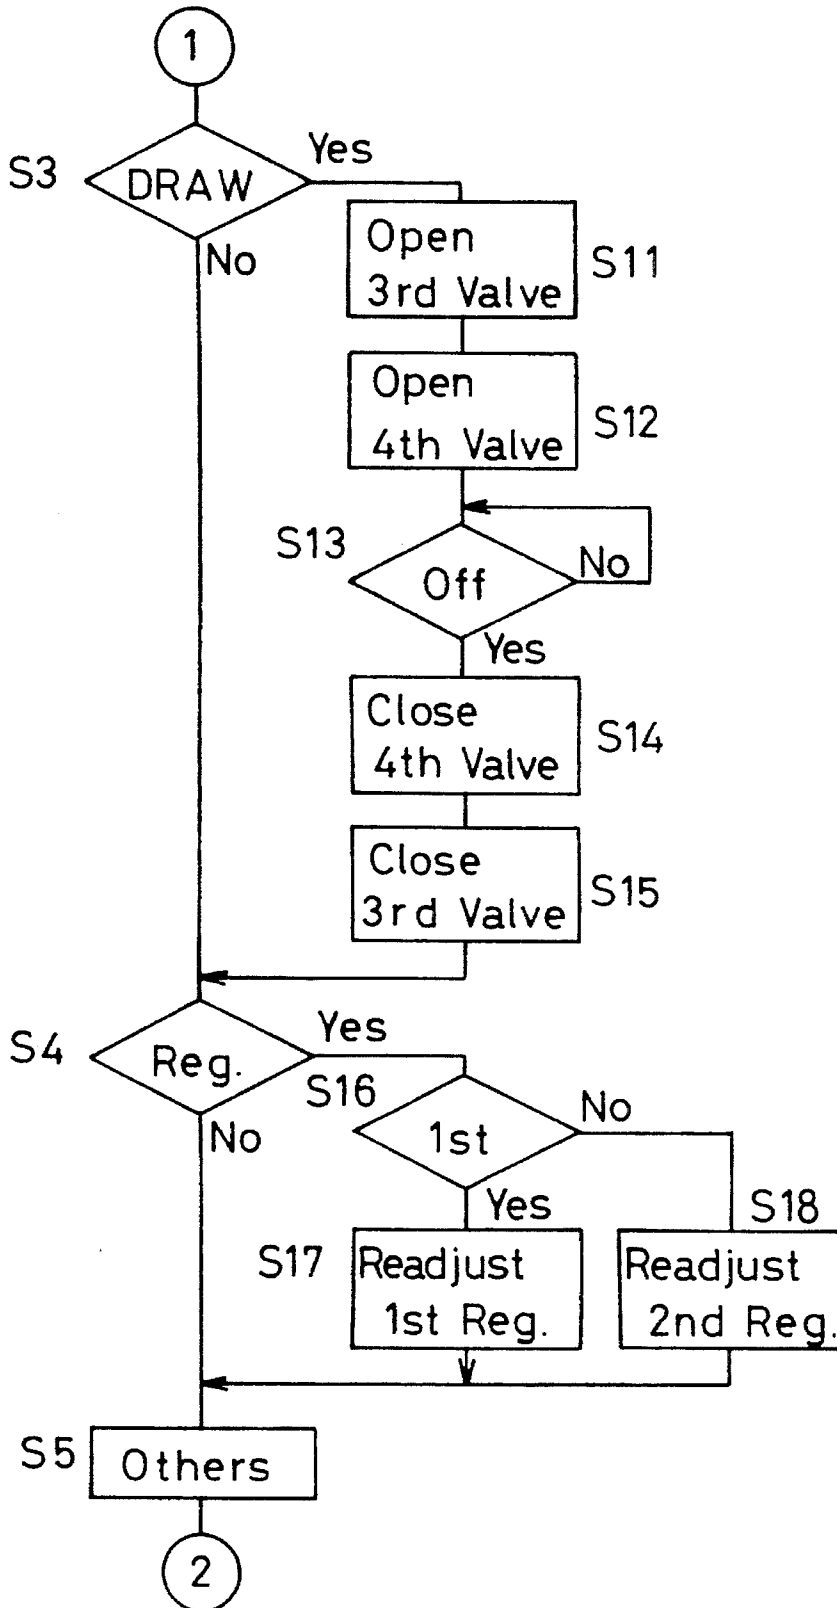 1
S3
DRAW
Yes
No
Open
3rd Valve
S11
Open
4th Valve
S12
S13
Off
No
Yes
Close
4th Valve
S14
Close
3rd Valve
S15
S4
Reg.
Yes
No
S16
1st
No
Yes
S17
Readjust
1st Reg.
S18
Readjust
2nd Reg.
S5
Others
2